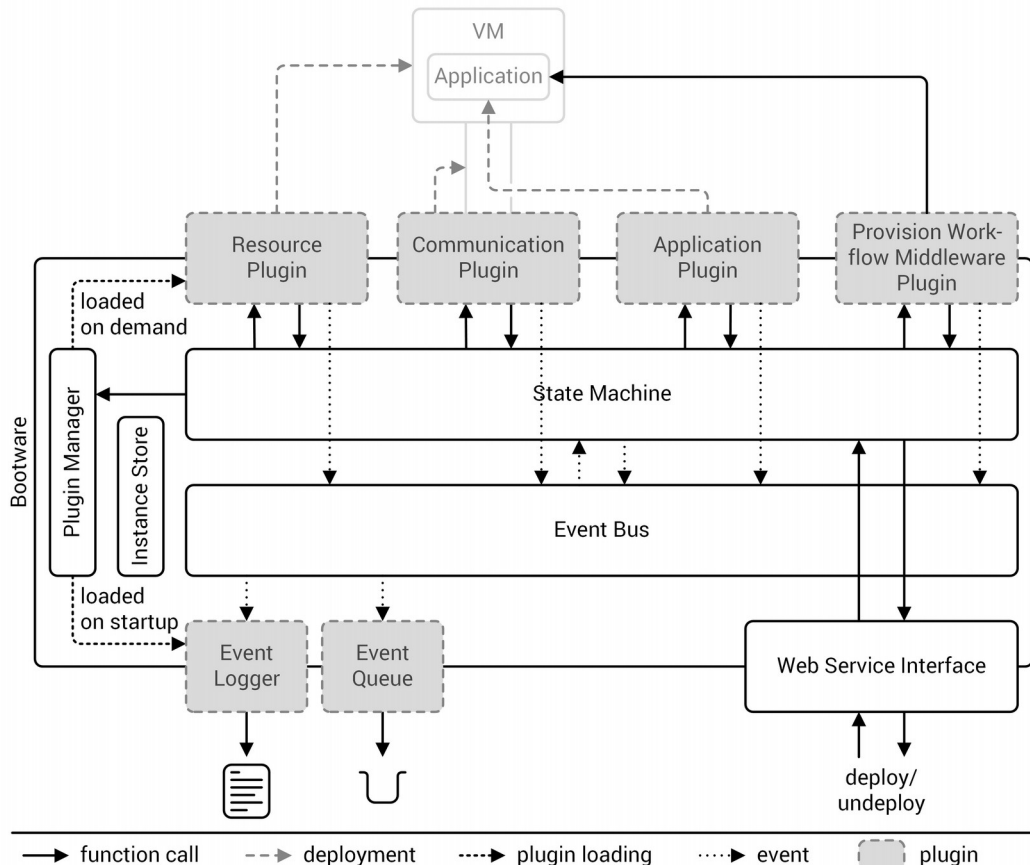 VM
Application
Resource
Plugin
Communication
Plugin
Application
Plugin
Provision Work-
flow Middleware
Plugin
loaded
on demand
Bootware
Plugin Manager
Instance Store
State Machine
Event Bus
loaded
on startup
Event
Logger
Event
Queue
Web Service Interface
deploy/
undeploy
function call
deployment
plugin loading
event
plugin